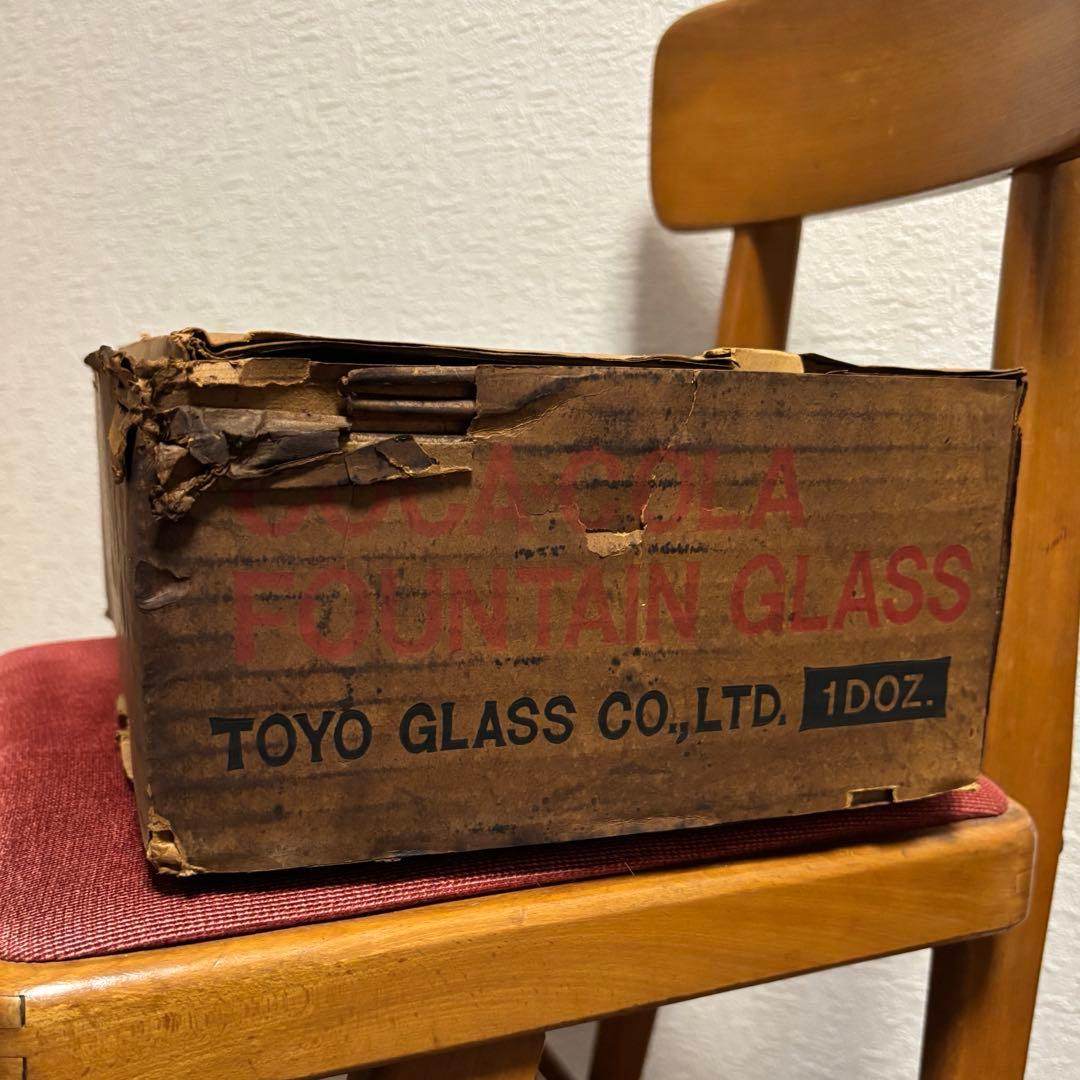 COCA-COLA
FOUNTAIN GLASS
TOYO GLASS CO.,LTD. 1DOZ.